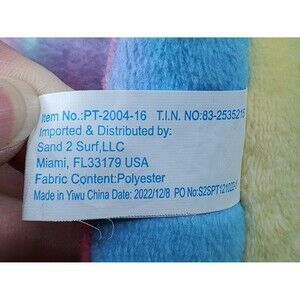 Item No.:PT-2004-16 T.I.N. NO:83-2535215
Imported & Distributed by:
Sand 2 Surf,LLC
Miami, FL33179 USA
Fabric Content:Polyester
Made in Yiwu China Date: 2022/12/8 PO No: